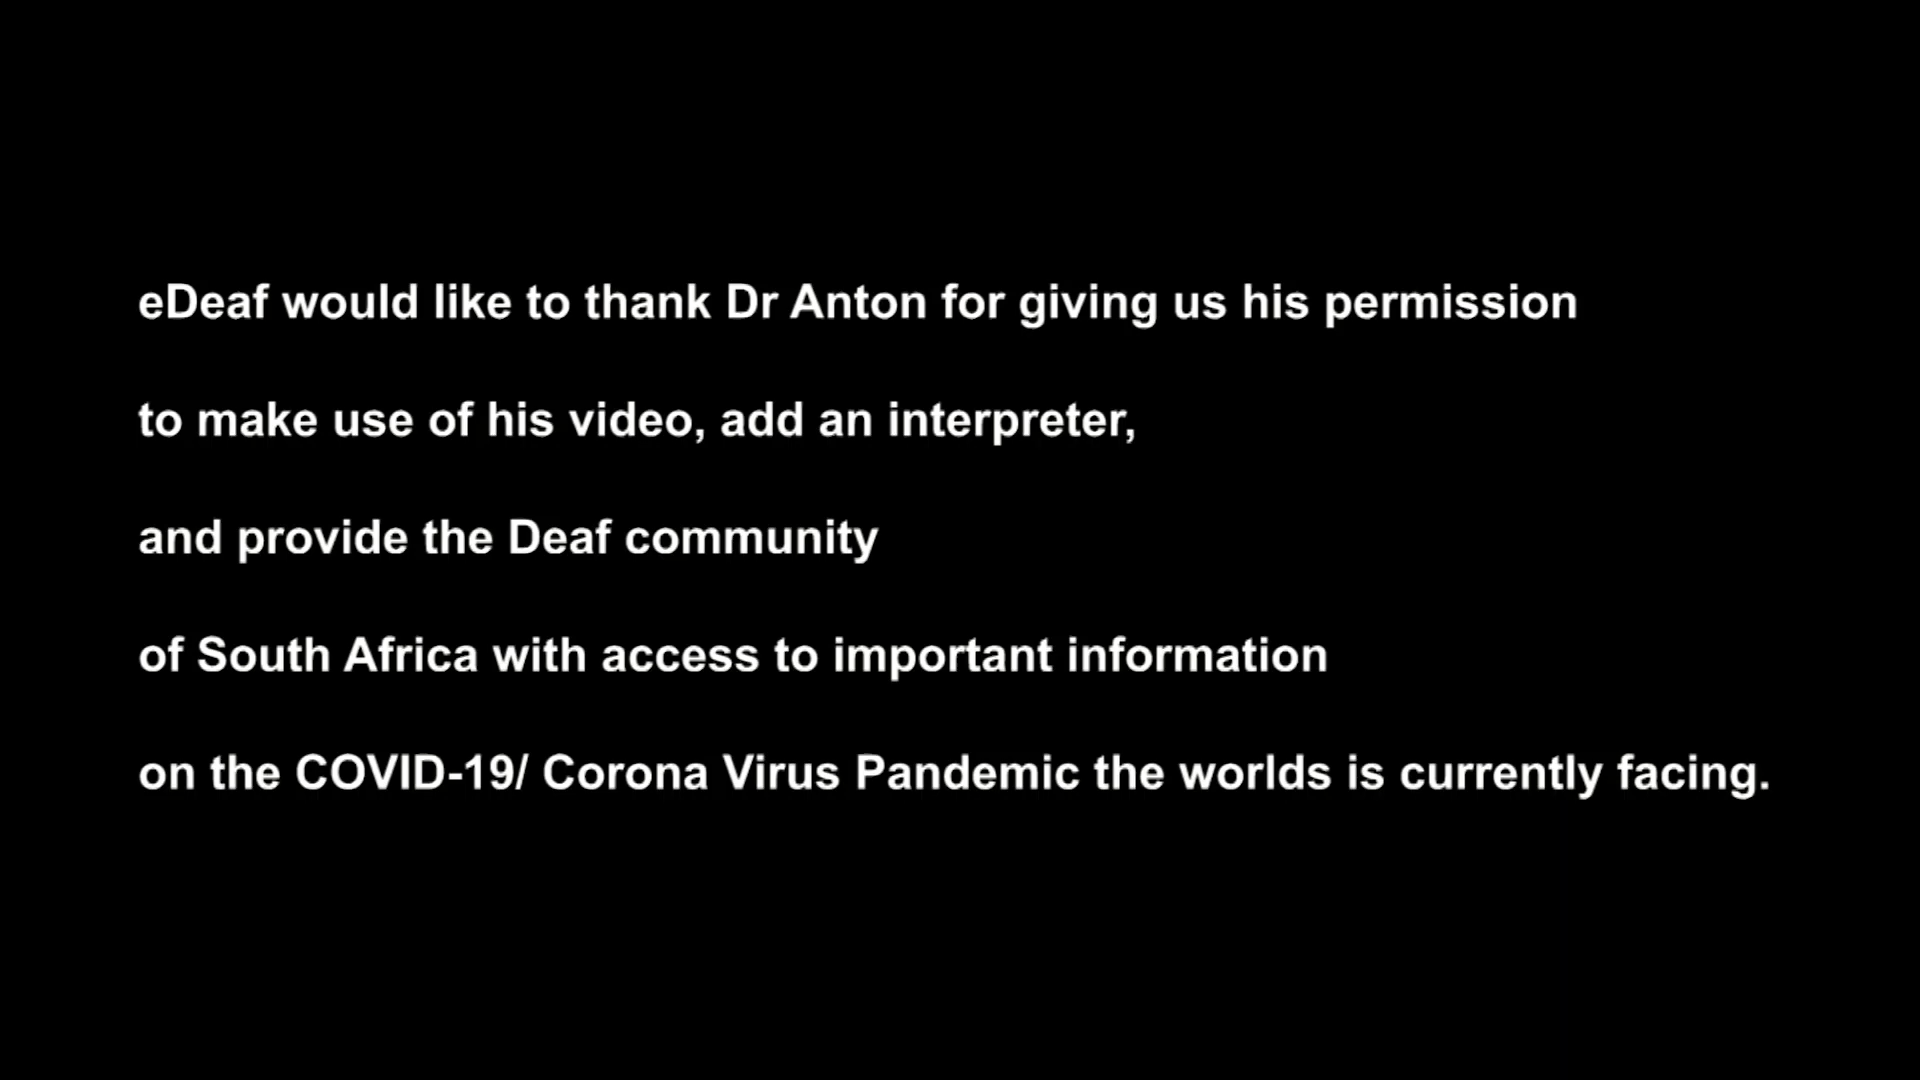 eDeaf would like to thank Dr Anton for giving us his permission
to make use of his video, add an interpreter,
and provide the Deaf community
of South Africa with access to important information
on the COVID-19/ Corona Virus Pandemic the worlds is currently facing.